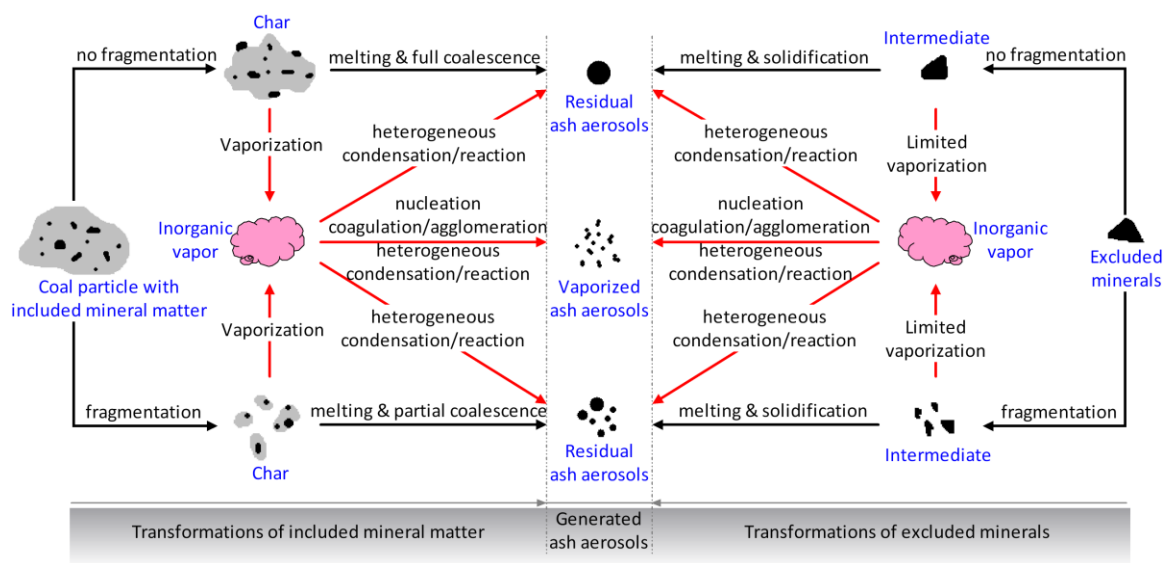 Char
Intermediate
no fragmentation
melting & full coalescence
melting & solidification
no fragmentation
Residual
ash aerosols
Vaporization
heterogeneous
condensation/reaction
heterogeneous
condensation/reaction
Limited
vaporization
Inorganic
vapor
nucleation
coagulation/agglomeration
heterogeneous
condensation/reaction
nucleation
coagulation/agglomeration
heterogeneous
condensation/reaction
Inorganic
vapor
Coal particle with
included mineral matter
Vaporized
ash aerosols
Excluded
minerals
Vaporization
heterogeneous
condensation/reaction
heterogeneous
condensation/reaction
Limited
vaporization
fragmentation
melting & partial coalescence
melting & solidification
fragmentation
Char
Residual
ash aerosols
Intermediate
Transformations of included mineral matter
Generated
ash aerosols
Transformations of excluded minerals